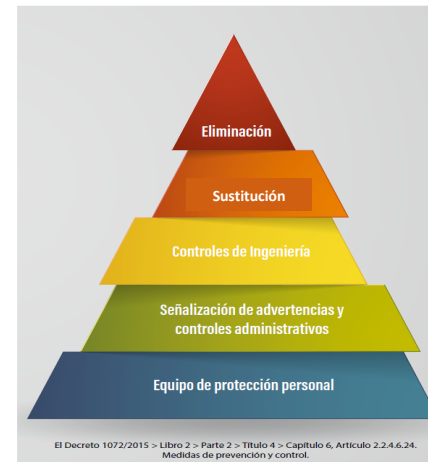 Eliminación
Sustitución
Controles de Ingeniería
Señalización de advertencias y
controles administrativos
Equipo de protección personal
El Decreto 1072/2015 > Libro 2 > Parte 2 > Título 4 > Capítulo 6, Artículo 2.2.4.6.24.
Medidas de prevención y control.